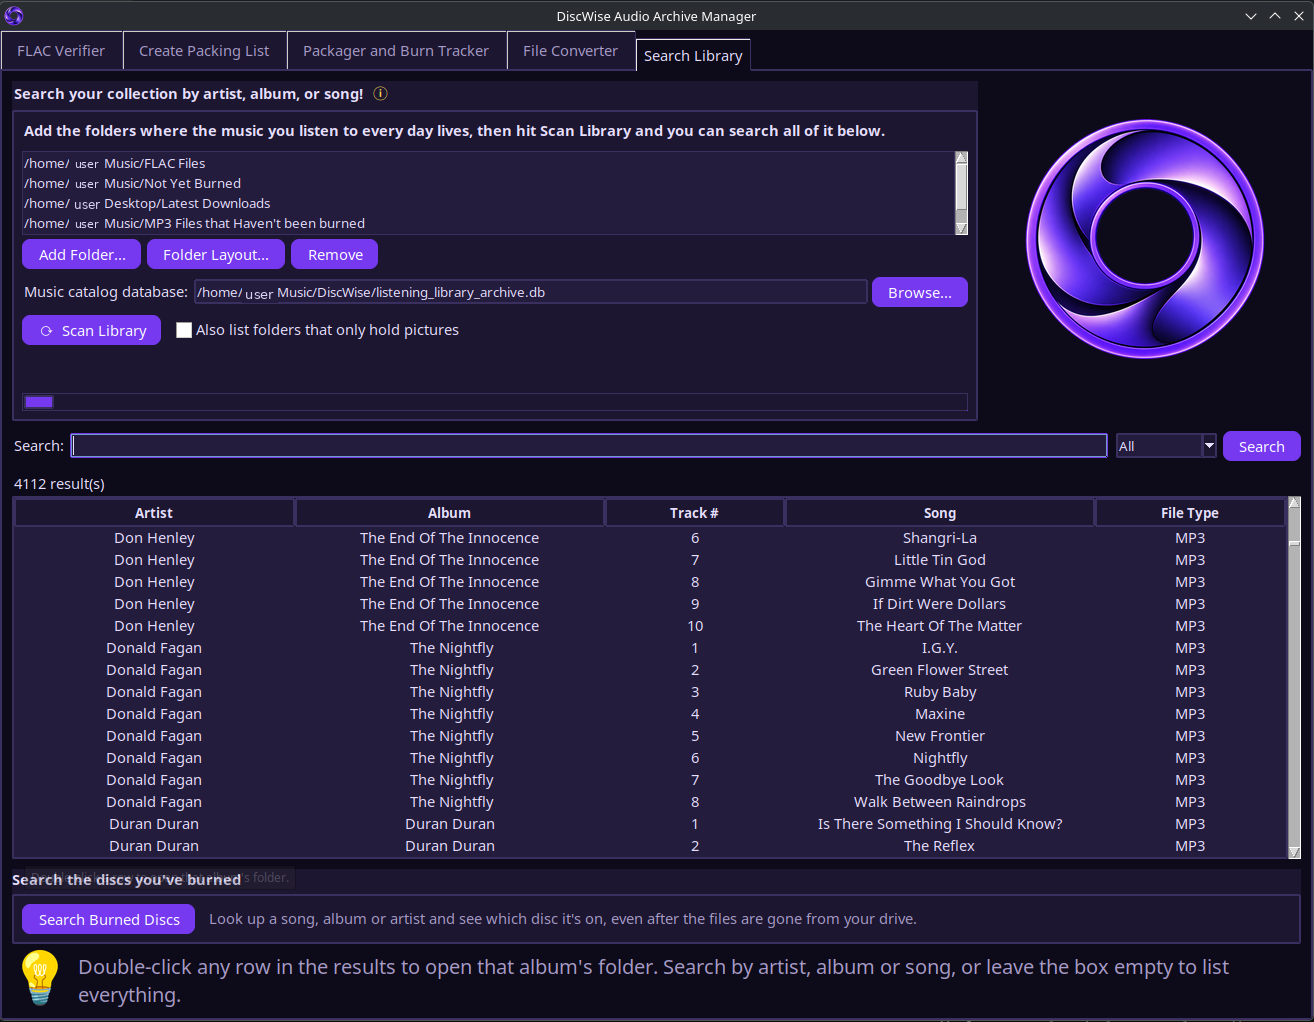 DiscWise Audio Archive Manager
FLAC Verifier
Create Packing List
Packager and Burn Tracker
File Converter
Search Library
Search your collection by artist, album, or song!
Add the folders where the music you listen to every day lives, then hit Scan Library and you can search all of it below.
/home/ user Music/FLAC Files
/home/ user Music/Not Yet Burned
/home/ user Desktop/Latest Downloads
/home/ user Music/MP3 Files that Haven't been burned
Add Folder... Folder Layout... Remove
Music catalog database: /home/ user Music/DiscWise/listening_library_archive.db Browse...
Scan Library Also list folders that only hold pictures
Search: All Search
4112 result(s)
Artist Album Track # Song File Type
Don Henley The End Of The Innocence 6 Shangri-La MP3
Don Henley The End Of The Innocence 7 Little Tin God MP3
Don Henley The End Of The Innocence 8 Gimme What You Got MP3
Don Henley The End Of The Innocence 9 If Dirt Were Dollars MP3
Don Henley The End Of The Innocence 10 The Heart Of The Matter MP3
Donald Fagan The Nightfly 1 I.G.Y. MP3
Donald Fagan The Nightfly 2 Green Flower Street MP3
Donald Fagan The Nightfly 3 Ruby Baby MP3
Donald Fagan The Nightfly 4 Maxine MP3
Donald Fagan The Nightfly 5 New Frontier MP3
Donald Fagan The Nightfly 6 Nightfly MP3
Donald Fagan The Nightfly 7 The Goodbye Look MP3
Donald Fagan The Nightfly 8 Walk Between Raindrops MP3
Duran Duran Duran Duran 1 Is There Something I Should Know? MP3
Duran Duran Duran Duran 2 The Reflex MP3
Search the discs you've burned
Search Burned Discs Look up a song, album or artist and see which disc it's on, even after the files are gone from your drive.
Double-click any row in the results to open that album's folder. Search by artist, album or song, or leave the box empty to list
everything.